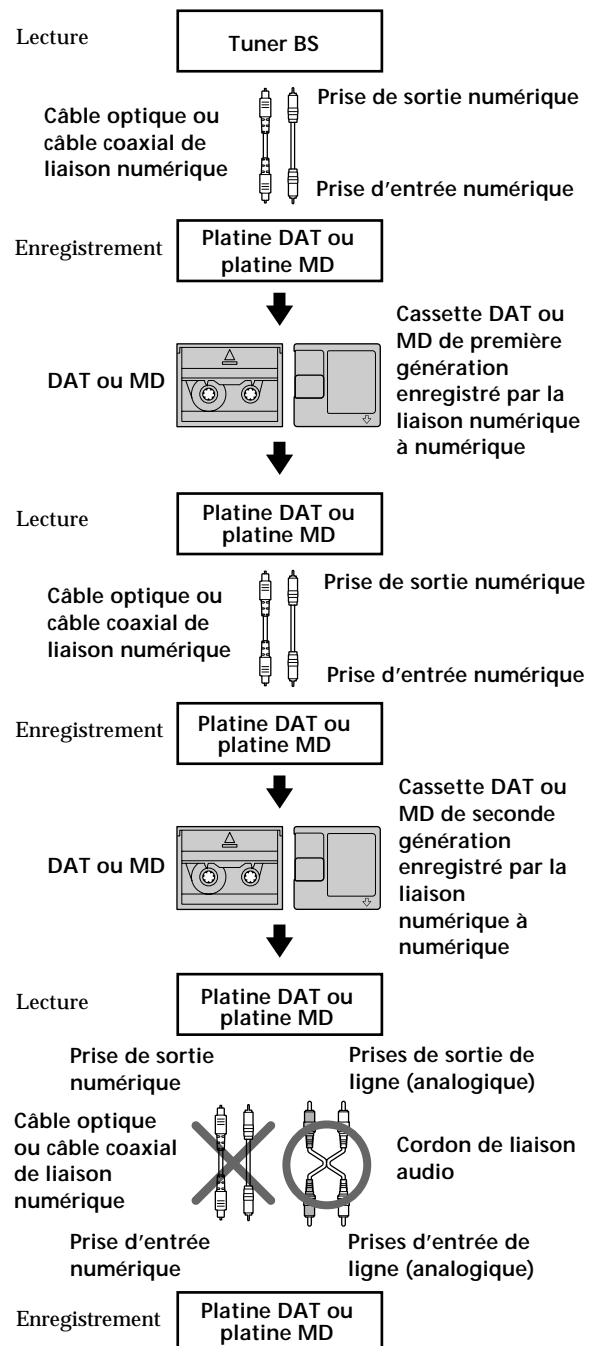 Lecture
Tuner BS
Câble optique ou
câble coaxial de
liaison numérique
Prise de sortie numérique
Prise d'entrée numérique
Enregistrement
Platine DAT ou
platine MD
DAT ou MD
Cassette DAT ou
MD de première
génération
enregistré par la
liaison numérique
à numérique
Lecture
Platine DAT ou
platine MD
Câble optique ou
câble coaxial de
liaison numérique
Prise de sortie numérique
Prise d'entrée numérique
Enregistrement
Platine DAT ou
platine MD
DAT ou MD
Cassette DAT ou
MD de seconde
génération
enregistré par la
liaison
numérique à
numérique
Lecture
Platine DAT ou
platine MD
Prise de sortie
numérique
Prises de sortie de
ligne (analogique)
Câble optique
ou câble coaxial
de liaison
numérique
Cordon de liaison
audio
Prise d'entrée
numérique
Prises d'entrée de
ligne (analogique)
Enregistrement
Platine DAT ou
platine MD